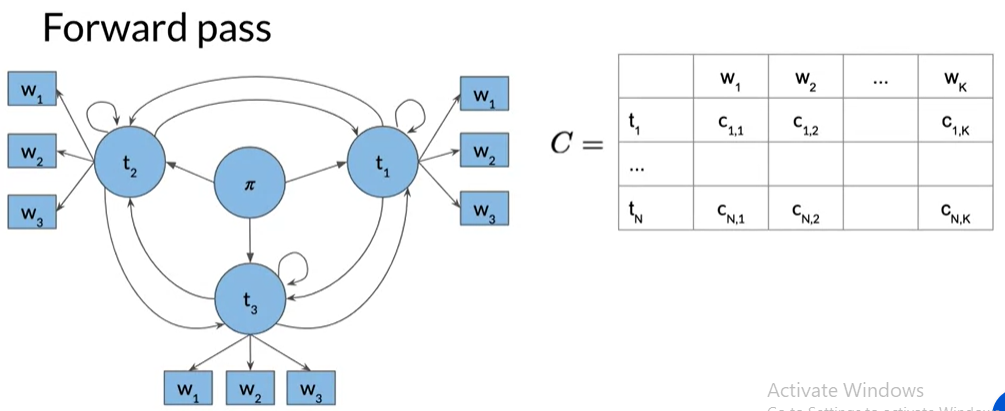 Forward pass
w1
w2
w3
t2
π
t1
w1
w2
w3
t3
w1 w2 w3
C =
w1 w2 ... wK
t1 c1,1 c1,2 c1,K
...
tN cN,1 cN,2 cN,K
Activate Windows